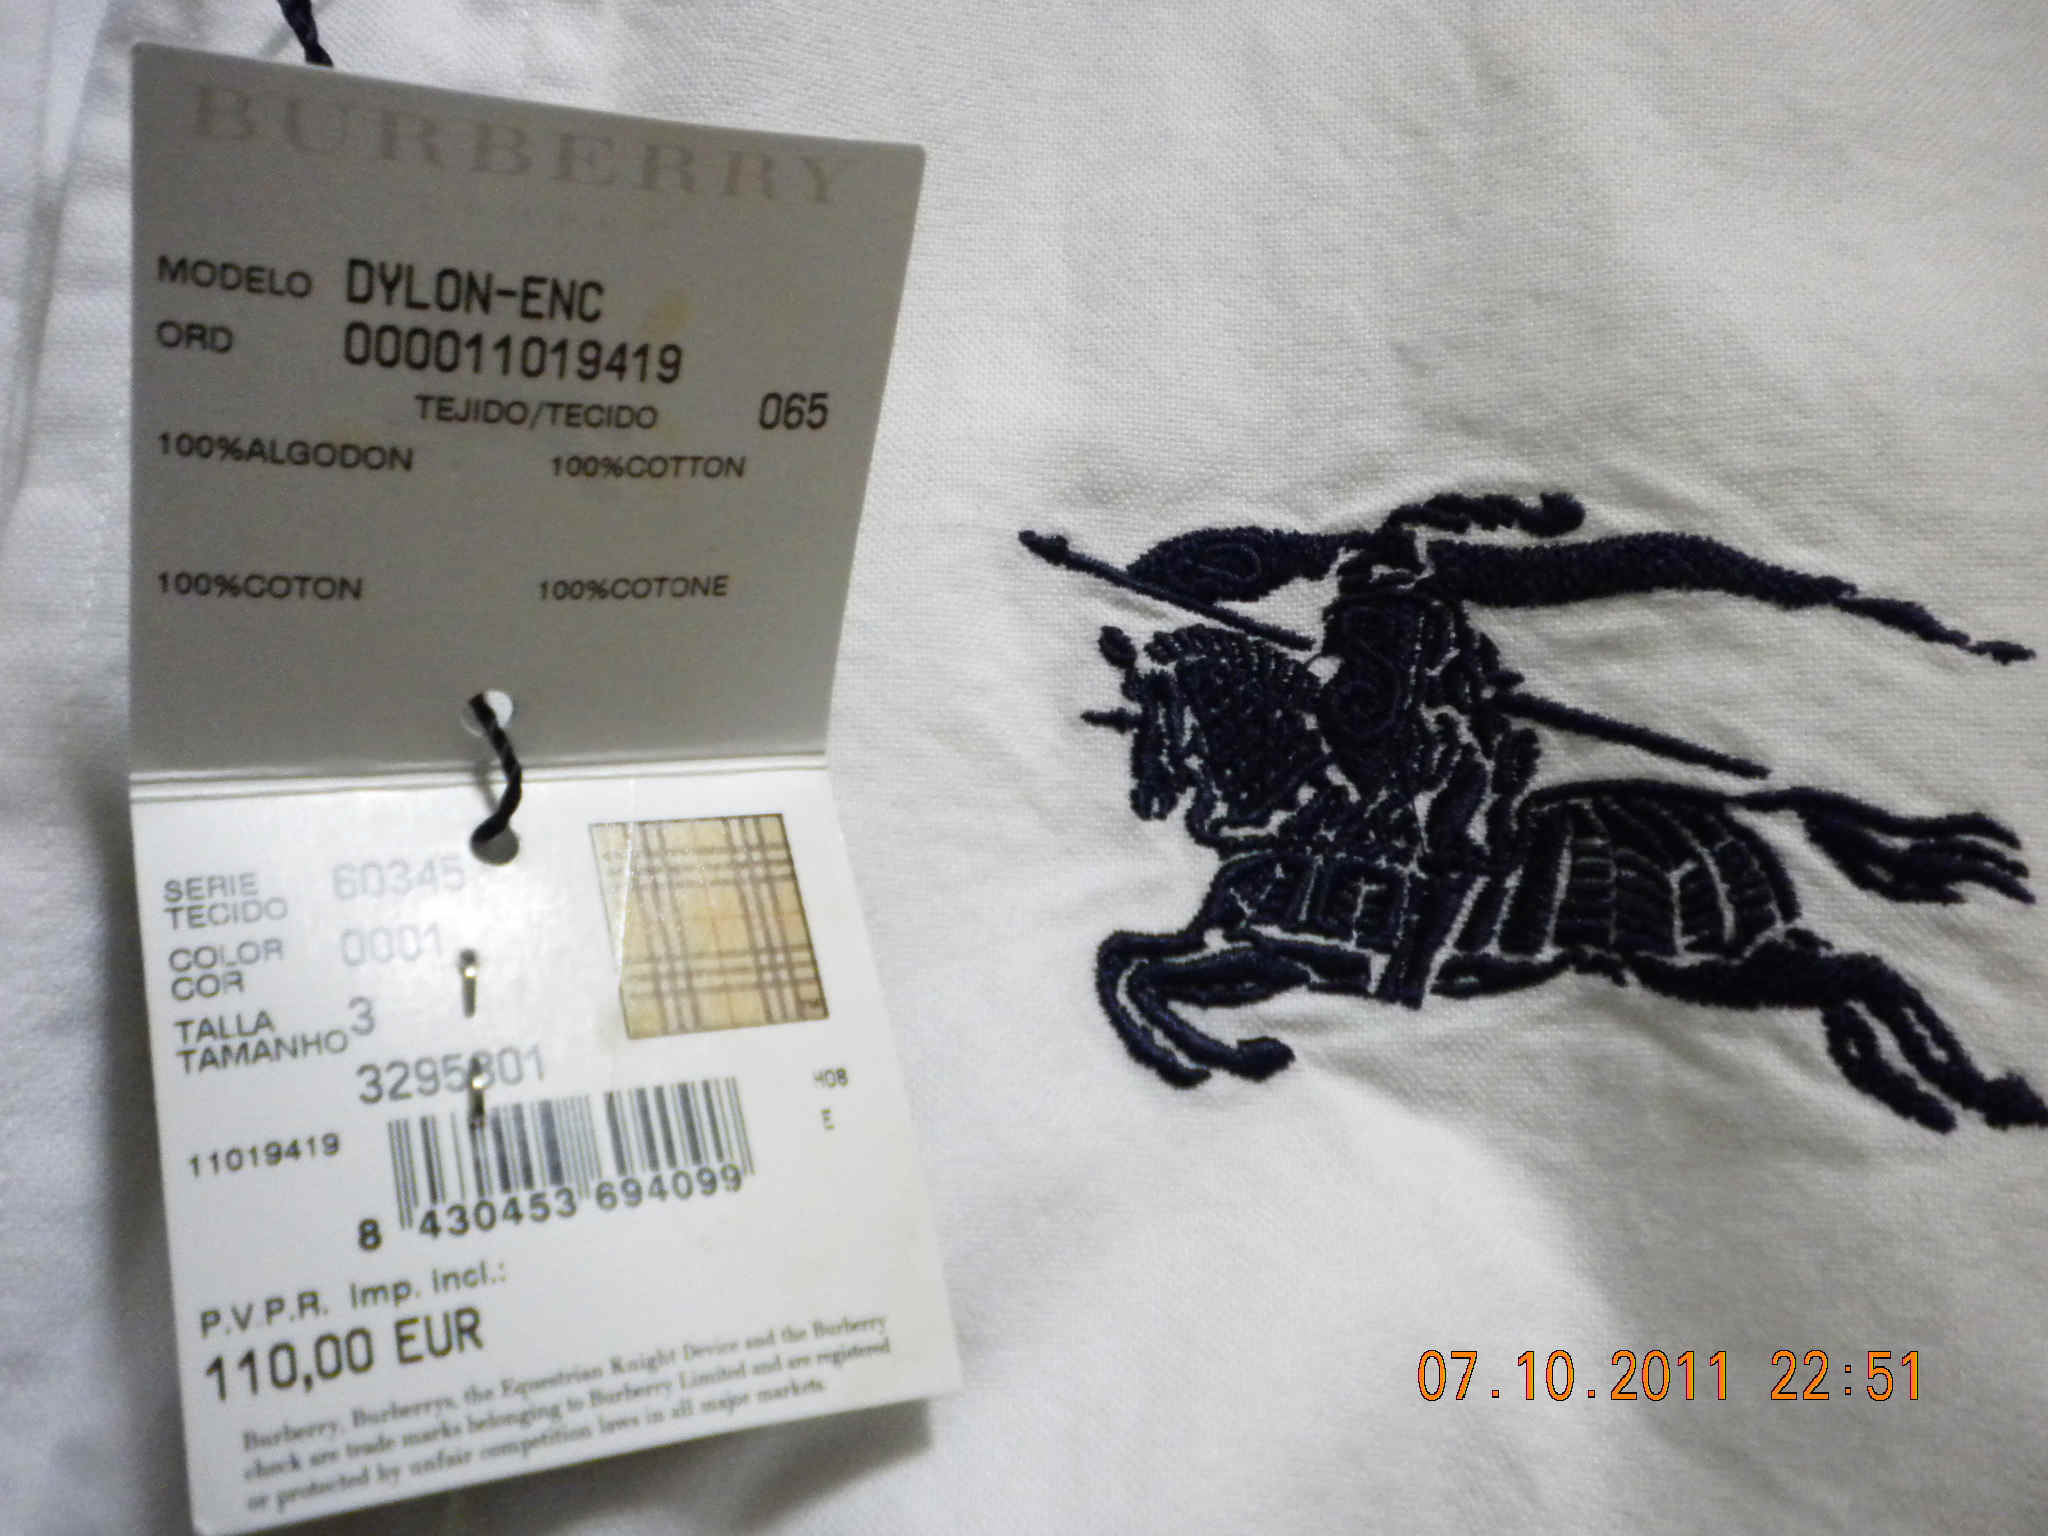 BURBERRY
MODELO DYLON-ENC
ORD 000011019419
TEJIDO/TECIDO 065
100%ALGODON 100%COTTON
100%COTON 100%COTONE
SERIE 60345
TECIDO
COLOR 0001
COR
TALLA 3
TAMANHO
3295801
H08
E
11019419
8 430453 694099
P.V.P.R. Imp. Incl.:
110,00 EUR
Burberry, Burberrys, the Equestrian Knight Device and the Burberry
check are trade marks belonging to Burberry Limited and are registered
or protected by unfair competition laws in all major markets.
07.10.2011 22:51